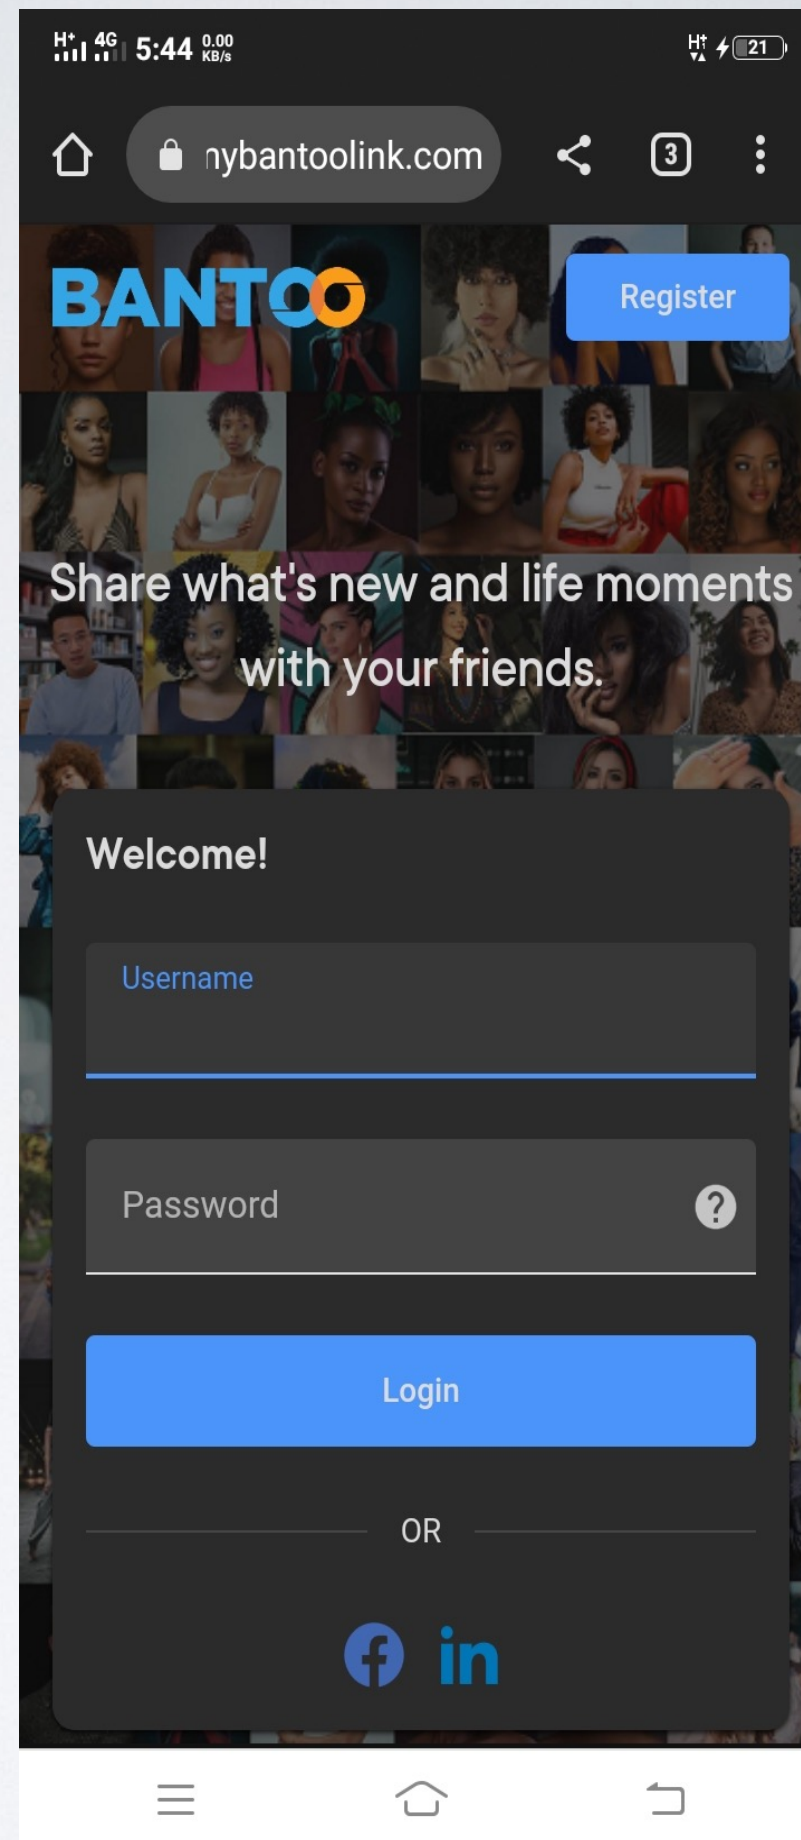 H+ 4G 5:44 0.00 KB/s H† 21
nybantoolink.com 3
BANTOO
Register
Share what's new and life moments
with your friends.
Welcome!
Username
Password ?
Login
OR
f in